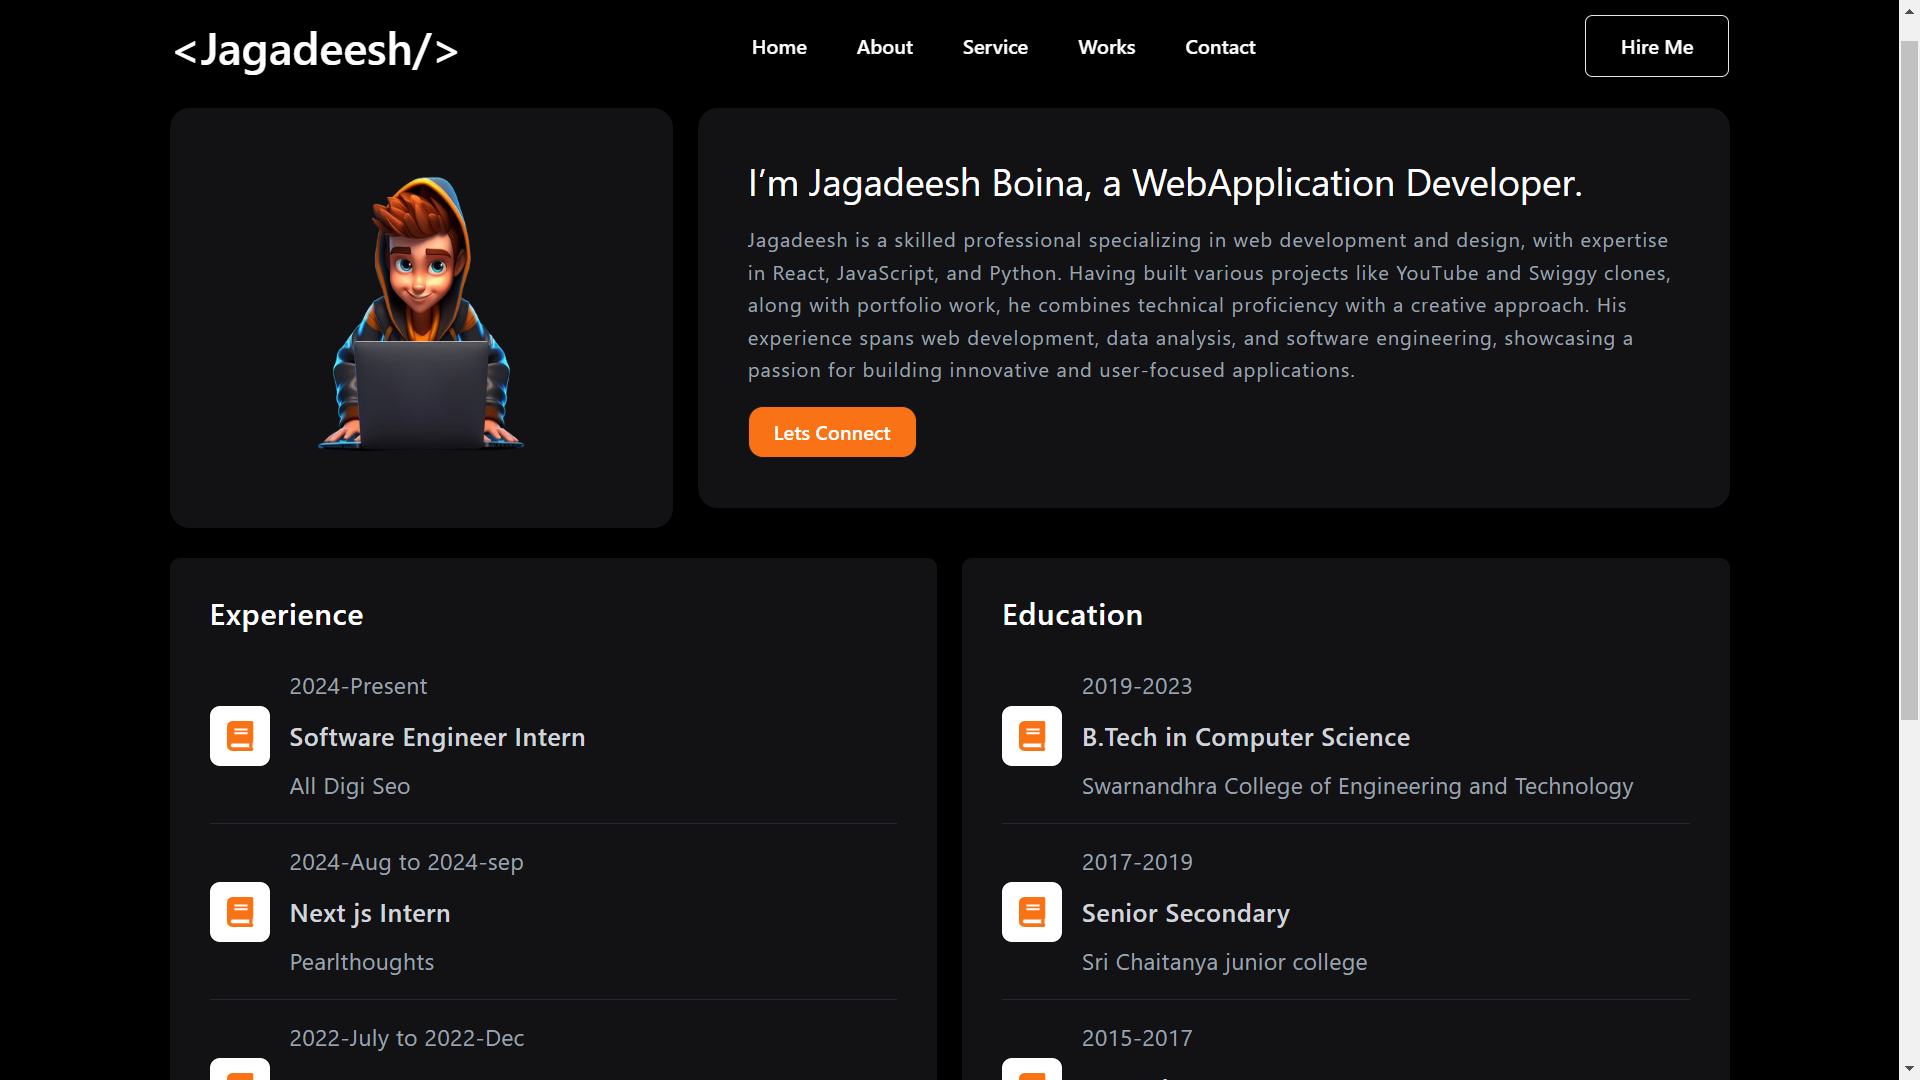 <Jagadeesh/>
Home About Service Works Contact
Hire Me
I’m Jagadeesh Boina, a WebApplication Developer.
Jagadeesh is a skilled professional specializing in web development and design, with expertise
in React, JavaScript, and Python. Having built various projects like YouTube and Swiggy clones,
along with portfolio work, he combines technical proficiency with a creative approach. His
experience spans web development, data analysis, and software engineering, showcasing a
passion for building innovative and user-focused applications.
Lets Connect
Experience
2024-Present
Software Engineer Intern
All Digi Seo
2024-Aug to 2024-sep
Next js Intern
Pearlthoughts
2022-July to 2022-Dec
Education
2019-2023
B.Tech in Computer Science
Swarnandhra College of Engineering and Technology
2017-2019
Senior Secondary
Sri Chaitanya junior college
2015-2017